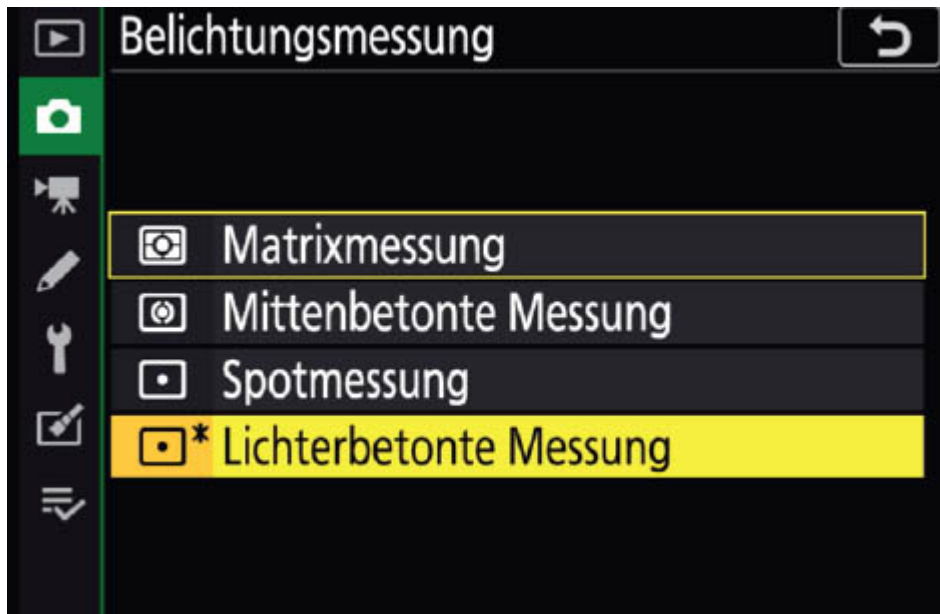 Belichtungsmessung
Matrixmessung
Mittenbetonte Messung
Spotmessung
* Lichterbetonte Messung